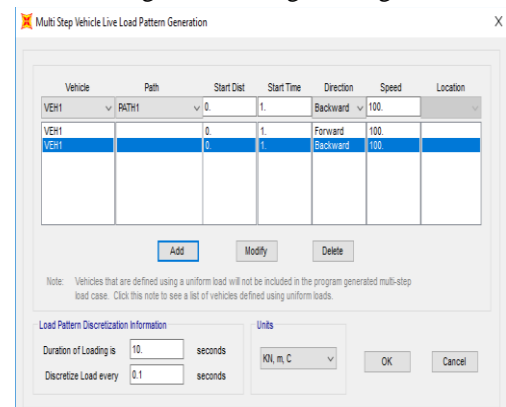 Multi Step Vehicle Live Load Pattern Generation X
Vehicle Path Start Dist Start Time Direction Speed Location
VEH1 PATH1 0. 1. Backward 100.
VEH1 0. 1. Forward 100.
VEH1 0. 1. Backward 100.
Add Modify Delete
Note: Vehicles that are defined using a uniform load will not be included in the program generated multi-step
load case. Click this note to see a list of vehicles defined using uniform loads.
Load Pattern Discretization Information Units
Duration of Loading is 10. seconds
KN, m, C OK Cancel
Discretize Load every 0.1 seconds